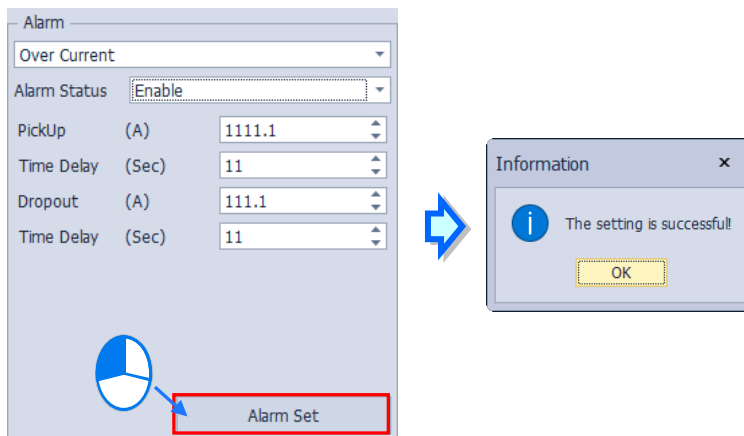 Alarm
Over Current
Alarm Status Enable
PickUp (A) 1111.1
Time Delay (Sec) 11
Dropout (A) 111.1
Time Delay (Sec) 11
Alarm Set
Information x
i The setting is successful!
OK